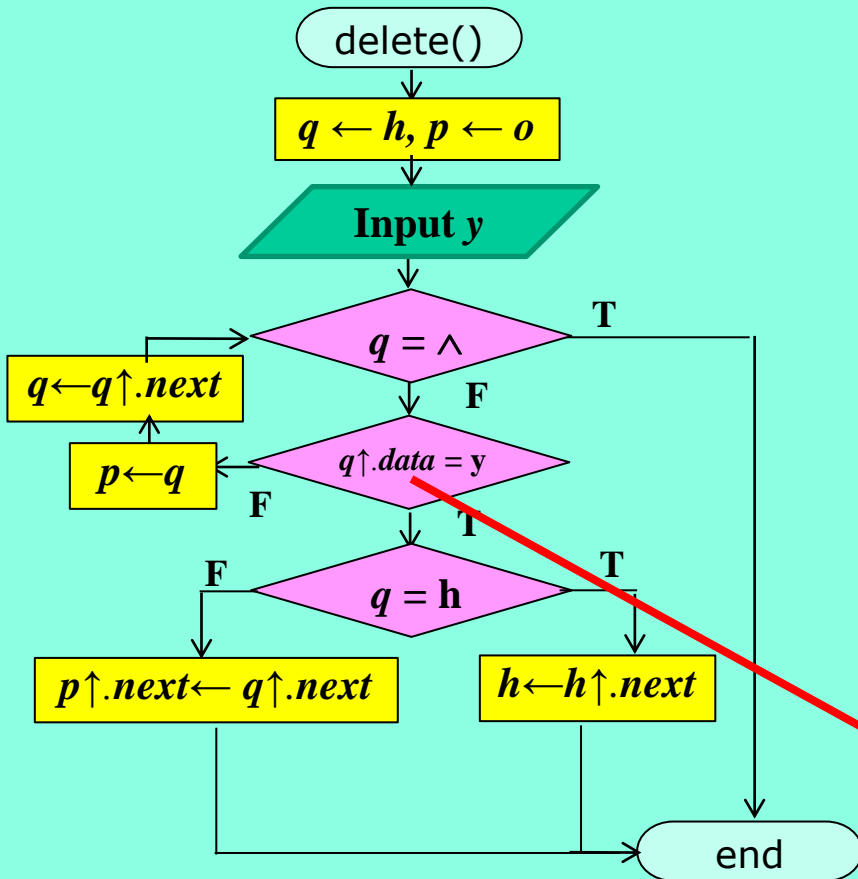 delete()
q ← h, p ← o
Input y
q = ∧
T
F
q←q↑.next
q↑.data = y
p←q
F
T
q = h
F
T
p↑.next← q↑.next
h←h↑.next
end